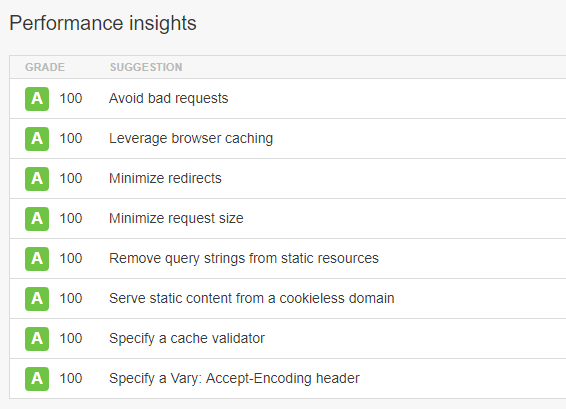 Performance insights
GRADE SUGGESTION
A 100 Avoid bad requests
A 100 Leverage browser caching
A 100 Minimize redirects
A 100 Minimize request size
A 100 Remove query strings from static resources
A 100 Serve static content from a cookieless domain
A 100 Specify a cache validator
A 100 Specify a Vary: Accept-Encoding header